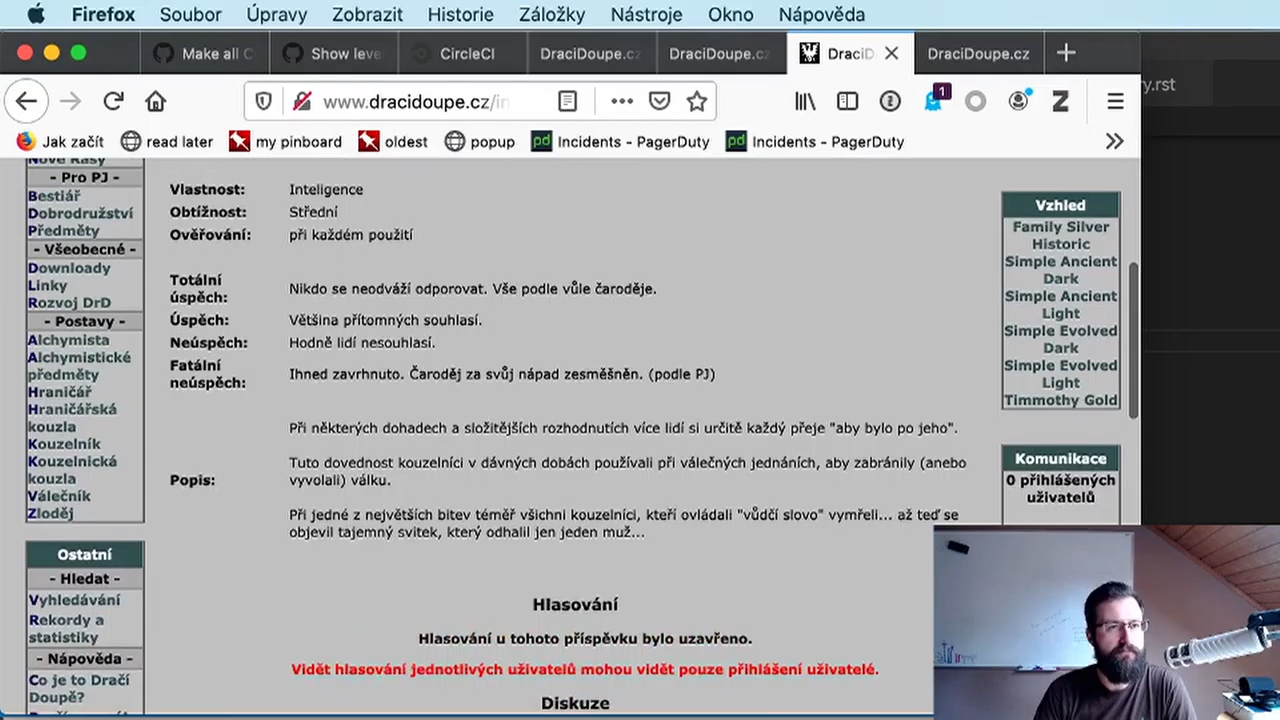 Firefox Soubor Úpravy Zobrazit Historie Záložky Nástroje Okno Nápověda
Make all C Show leve CircleCI DraciDoupe.cz DraciDoupe.cz DraciD DraciDoupe.cz
ry.rst
www.dracidoupe.cz/in
1
Jak začít read later my pinboard oldest popup Incidents - PagerDuty Incidents - PagerDuty
Nové Rasy
- Pro PJ -
Bestiář
Dobrodružství
Předměty
- Všeobecné -
Downloady
Linky
Rozvoj DrD
- Postavy -
Alchymista
Alchymistické
předměty
Hraničář
Hraničářská
kouzla
Kouzelník
Kouzelnická
kouzla
Válečník
Zloděj
Ostatní
- Hledat -
Vyhledávání
Rekordy a
statistiky
- Nápověda -
Co je to Dračí
Doupě?
Vlastnost: Inteligence
Obtížnost: Střední
Ověřování: při každém použití
Totální
úspěch: Nikdo se neodváží odporovat. Vše podle vůle čaroděje.
Úspěch: Většina přítomných souhlasí.
Neúspěch: Hodně lidí nesouhlasí.
Fatální
neúspěch: Ihned zavrhnuto. Čaroděj za svůj nápad zesměšněn. (podle PJ)
Popis:
Při některých dohadech a složitějších rozhodnutích více lidí si určitě každý přeje "aby bylo po jeho".
Tuto dovednost kouzelníci v dávných dobách používali při válečných jednáních, aby zabránily (anebo
vyvolali) válku.
Při jedné z největších bitev téměř všichni kouzelníci, kteří ovládali "vůdčí slovo" vymřeli... až teď se
objevil tajemný svitek, který odhalil jen jeden muž...
Hlasování
Hlasování u tohoto příspěvku bylo uzavřeno.
Vidět hlasování jednotlivých uživatelů mohou vidět pouze přihlášení uživatelé.
Diskuze
Vzhled
Family Silver
Historic
Simple Ancient
Dark
Simple Ancient
Light
Simple Evolved
Dark
Simple Evolved
Light
Timmothy Gold
Komunikace
0 přihlášených
uživatelů